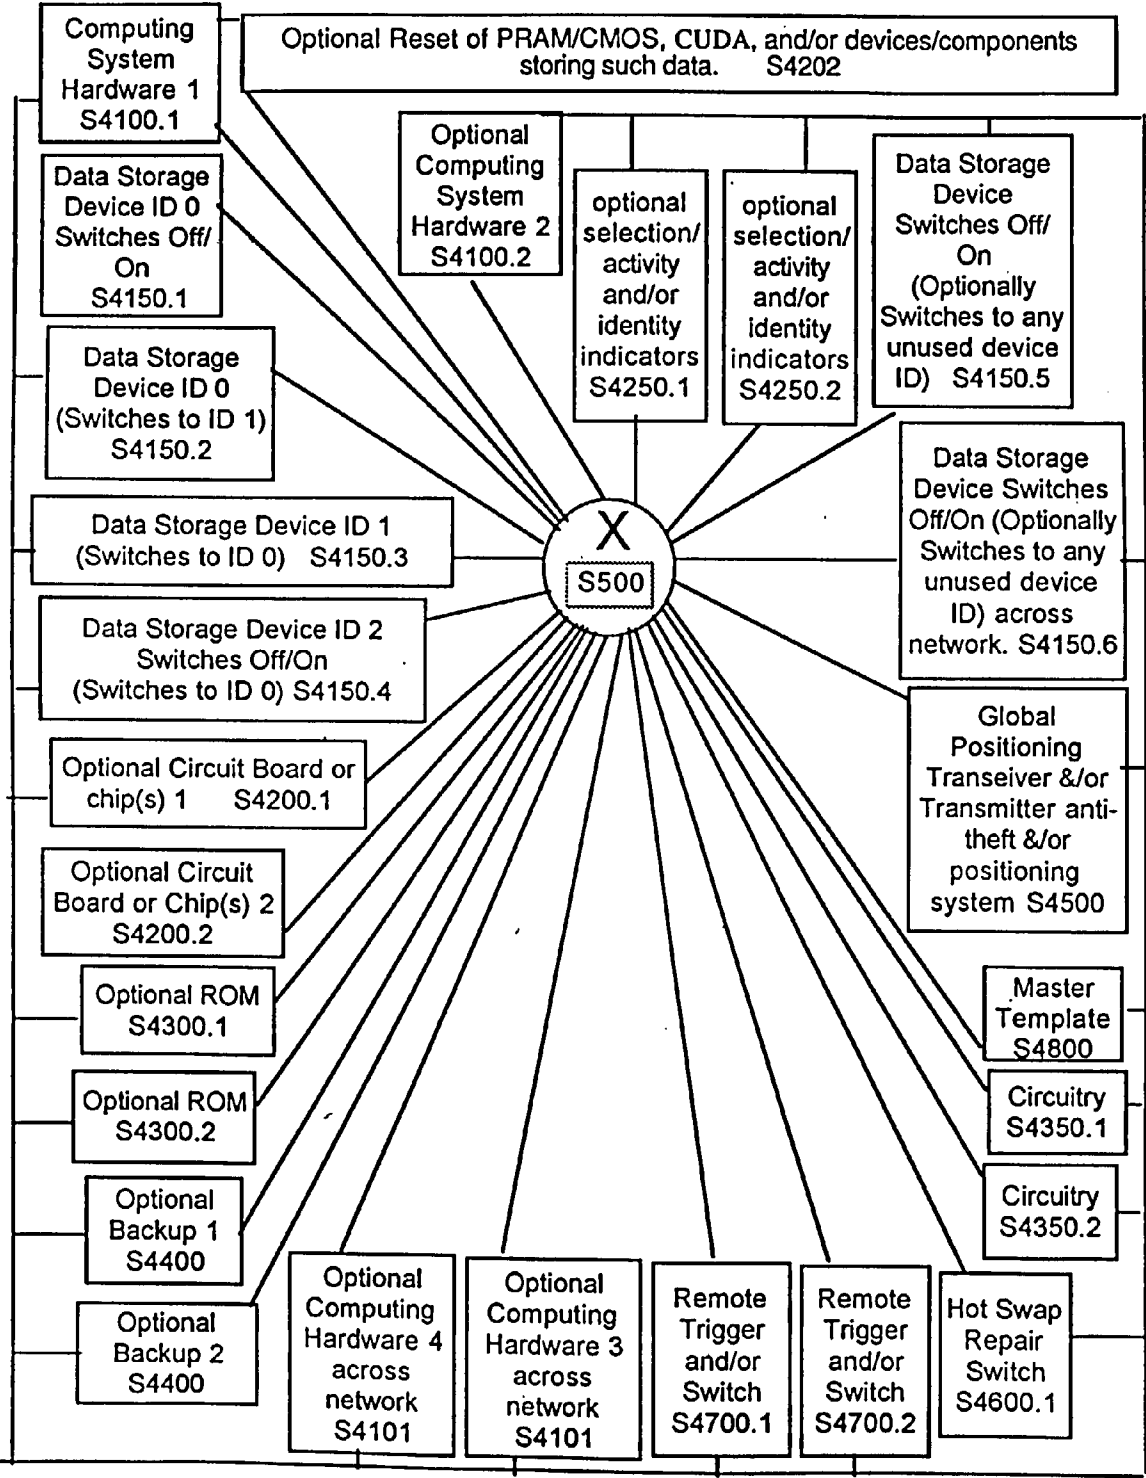 Computing
System
Hardware 1
S4100.1
Optional Reset of PRAM/CMOS, CUDA, and/or devices/components
storing such data. S4202
Data Storage
Device ID 0
Switches Off/
On
S4150.1
Optional
Computing
System
Hardware 2
S4100.2
optional
selection/
activity
and/or
identity
indicators
S4250.1
optional
selection/
activity
and/or
identity
indicators
S4250.2
Data Storage
Device
Switches Off/
On
(Optionally
Switches to any
unused device
ID) S4150.5
Data Storage
Device ID 0
(Switches to ID 1)
S4150.2
Data Storage
Device Switches
Off/On (Optionally
Switches to any
unused device
ID) across
network. S4150.6
Data Storage Device ID 1
(Switches to ID 0) S4150.3
X
S500
Data Storage Device ID 2
Switches Off/On
(Switches to ID 0) S4150.4
Global
Positioning
Transeiver &/or
Transmitter anti-
theft &/or
positioning
system S4500
Optional Circuit Board or
chip(s) 1 S4200.1
Optional Circuit
Board or Chip(s) 2
S4200.2
Optional ROM
S4300.1
Master
Template
S4800
Optional ROM
S4300.2
Circuitry
S4350.1
Optional
Backup 1
S4400
Circuitry
S4350.2
Optional
Backup 2
S4400
Optional
Computing
Hardware 4
across
network
S4101
Optional
Computing
Hardware 3
across
network
S4101
Remote
Trigger
and/or
Switch
S4700.1
Remote
Trigger
and/or
Switch
S4700.2
Hot Swap
Repair
Switch
S4600.1